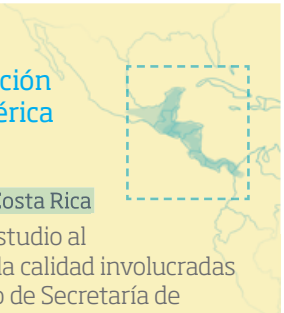 ción
érica
Costa Rica
studio al
la calidad involucradas
o de Secretaría de